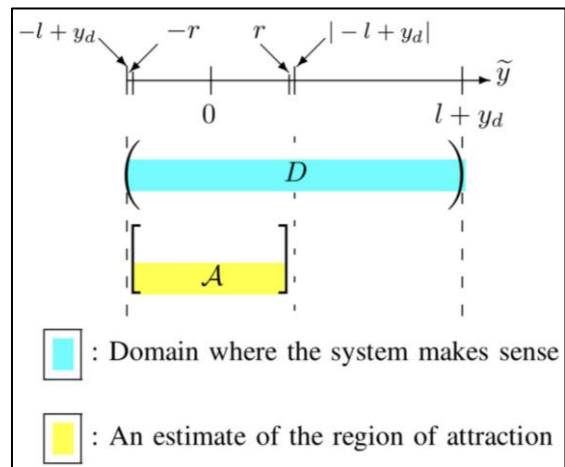 −l + y_d −r r | − l + y_d|
ỹ
0 l + y_d
D
𝒜
: Domain where the system makes sense
: An estimate of the region of attraction